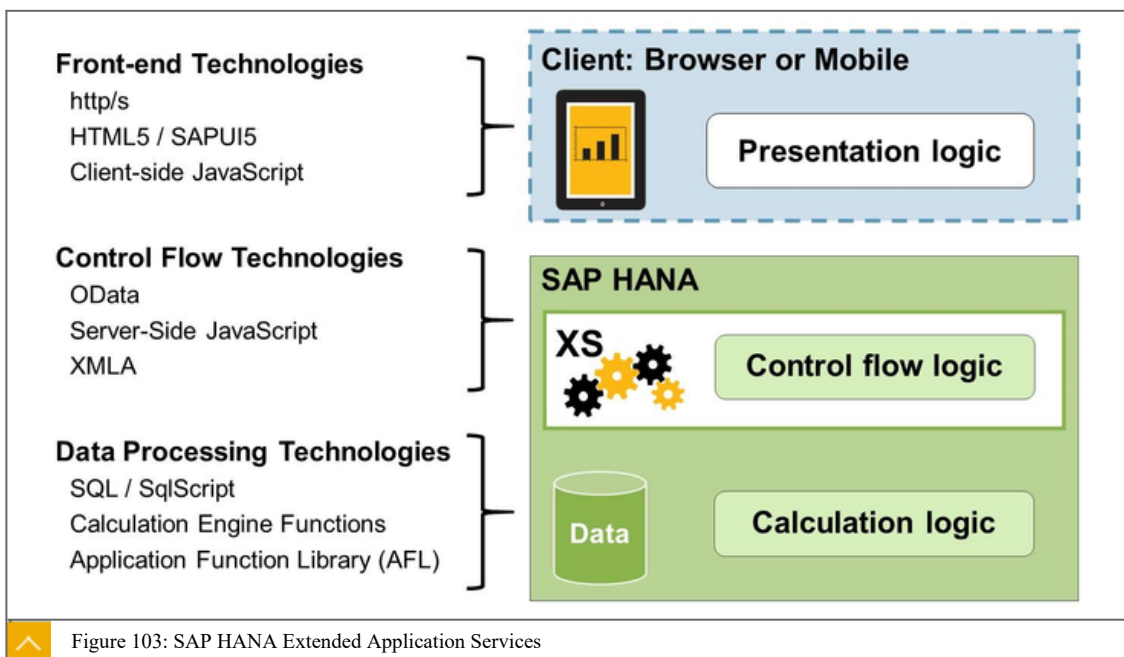 Front-end Technologies
http/s
HTML5 / SAPUI5
Client-side JavaScript
Client: Browser or Mobile
Presentation logic
Control Flow Technologies
OData
Server-Side JavaScript
XMLA
SAP HANA
XS
Control flow logic
Data Processing Technologies
SQL / SqlScript
Calculation Engine Functions
Application Function Library (AFL)
Data
Calculation logic
Figure 103: SAP HANA Extended Application Services